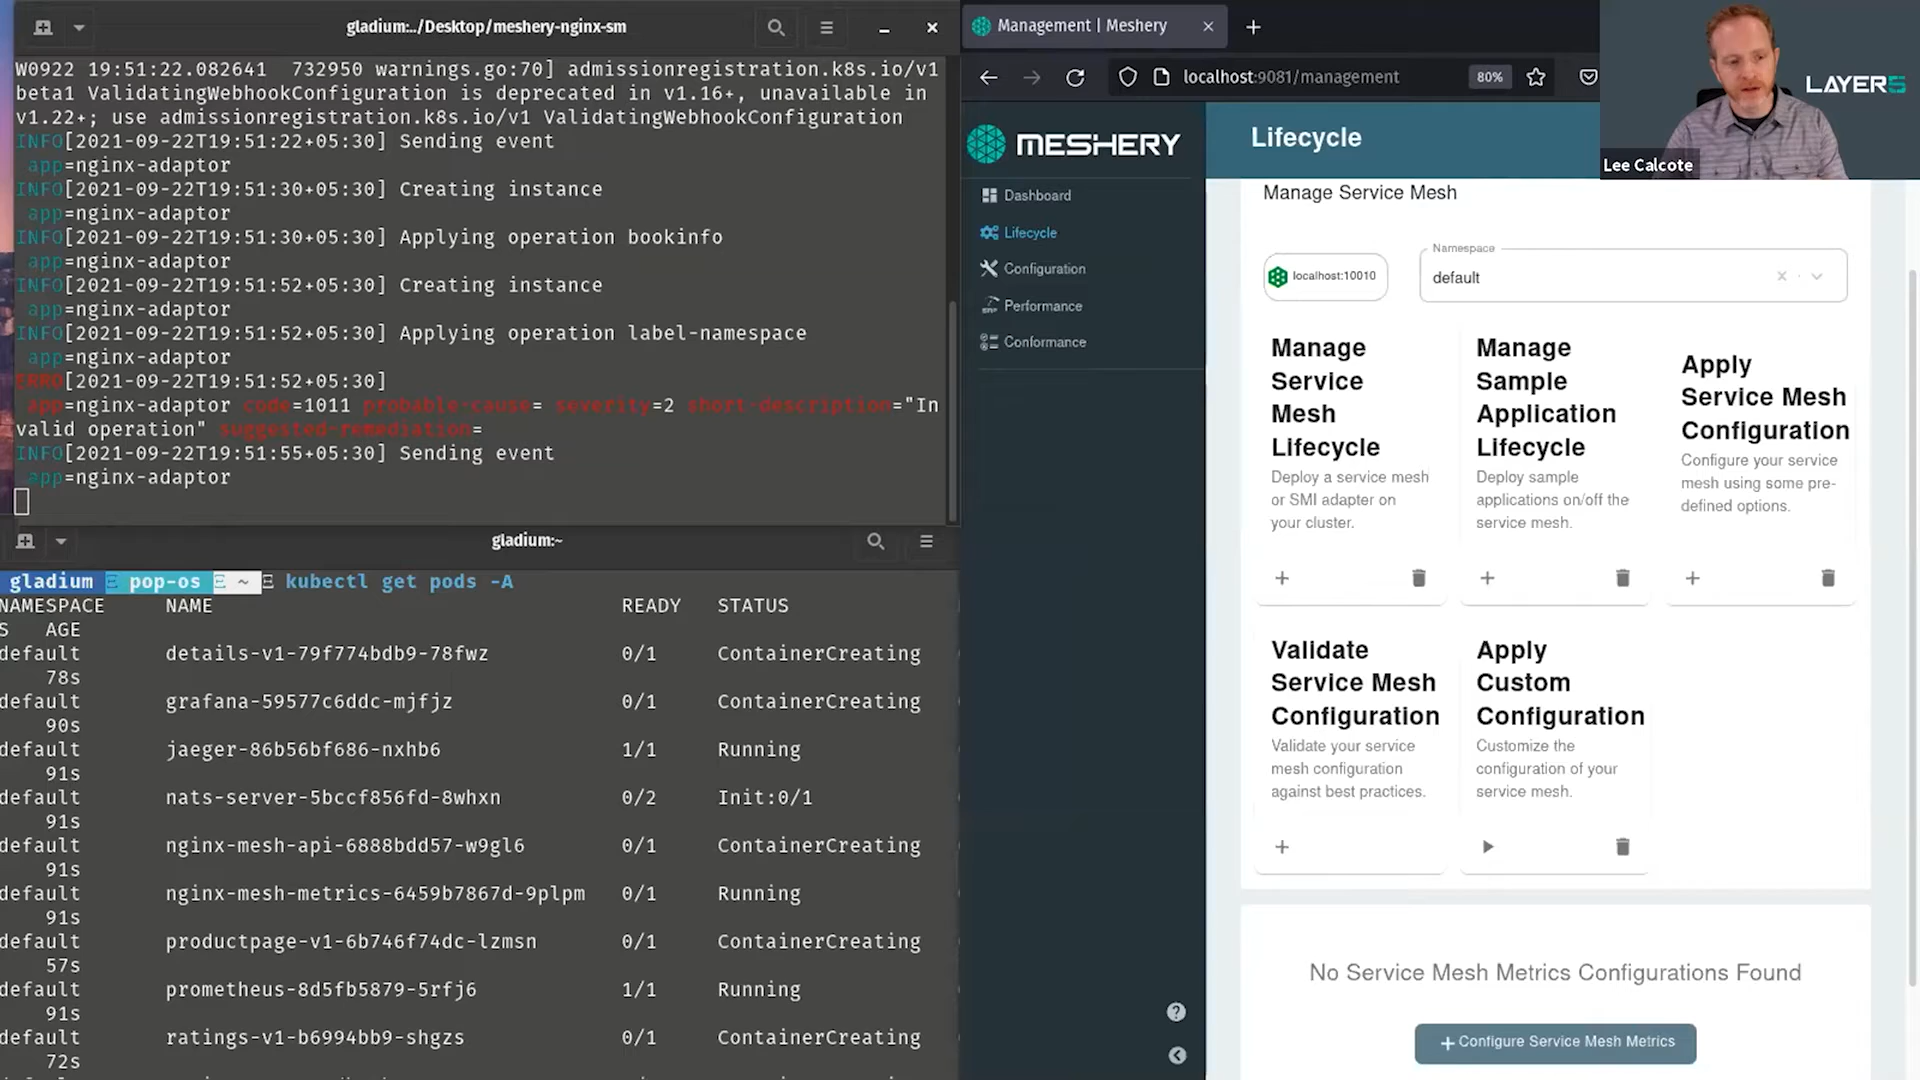 gladium:../Desktop/meshery-nginx-sm
W0922 19:51:22.082641  732950 warnings.go:70] admissionregistration.k8s.io/v1
beta1 ValidatingWebhookConfiguration is deprecated in v1.16+, unavailable in
v1.22+; use admissionregistration.k8s.io/v1 ValidatingWebhookConfiguration
INFO[2021-09-22T19:51:22+05:30] Sending event
app=nginx-adaptor
INFO[2021-09-22T19:51:30+05:30] Creating instance
app=nginx-adaptor
INFO[2021-09-22T19:51:30+05:30] Applying operation bookinfo
app=nginx-adaptor
INFO[2021-09-22T19:51:52+05:30] Creating instance
app=nginx-adaptor
INFO[2021-09-22T19:51:52+05:30] Applying operation label-namespace
app=nginx-adaptor
ERRO[2021-09-22T19:51:52+05:30]
app=nginx-adaptor code=1011 probable-cause= severity=2 short-description="In
valid operation" suggested-remediation=
INFO[2021-09-22T19:51:55+05:30] Sending event
app=nginx-adaptor
gladium:~
gladium pop-os ~ kubectl get pods -A
NAMESPACE NAME READY STATUS
S AGE
default details-v1-79f774bdb9-78fwz 0/1 ContainerCreating
78s
default grafana-59577c6ddc-mjfjz 0/1 ContainerCreating
90s
default jaeger-86b56bf686-nxhb6 1/1 Running
91s
default nats-server-5bccf856fd-8whxn 0/2 Init:0/1
91s
default nginx-mesh-api-6888bdd57-w9gl6 0/1 ContainerCreating
91s
default nginx-mesh-metrics-6459b7867d-9plpm 0/1 Running
91s
default productpage-v1-6b746f74dc-lzmsn 0/1 ContainerCreating
57s
default prometheus-8d5fb5879-5rfj6 1/1 Running
91s
default ratings-v1-b6994bb9-shgzs 0/1 ContainerCreating
72s
Management | Meshery
localhost:9081/management
80%
MESHERY
Dashboard
Lifecycle
Configuration
Performance
Conformance
Lifecycle
LAYER5
Lee Calcote
Manage Service Mesh
localhost:10010
Namespace
default
Manage
Service
Mesh
Lifecycle
Deploy a service mesh
or SMI adapter on
your cluster.
Manage
Sample
Application
Lifecycle
Deploy sample
applications on/off the
service mesh.
Apply
Service Mesh
Configuration
Configure your service
mesh using some pre-
defined options.
Validate
Service Mesh
Configuration
Validate your service
mesh configuration
against best practices.
Apply
Custom
Configuration
Customize the
configuration of your
service mesh.
No Service Mesh Metrics Configurations Found
+ Configure Service Mesh Metrics